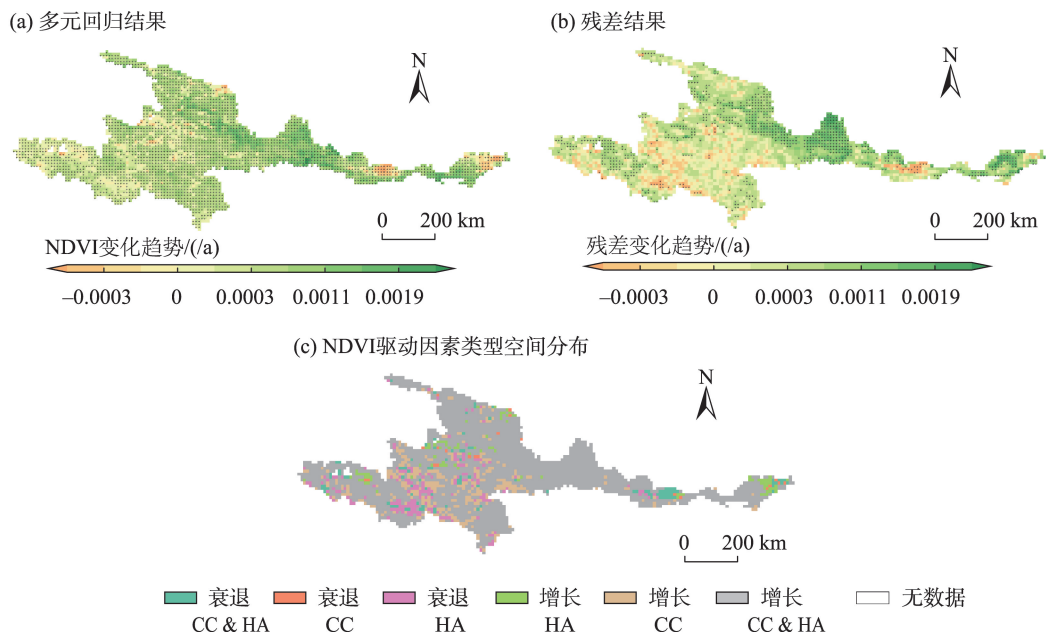 (a) 多元回归结果
(b) 残差结果
N
N
0 200 km
0 200 km
NDVI变化趋势/(/a)
残差变化趋势/(/a)
−0.0003 0 0.0003 0.0011 0.0019
−0.0003 0 0.0003 0.0011 0.0019
(c) NDVI驱动因素类型空间分布
N
0 200 km
衰退 衰退 衰退 增长 增长 增长 无数据
CC & HA CC HA HA CC CC & HA